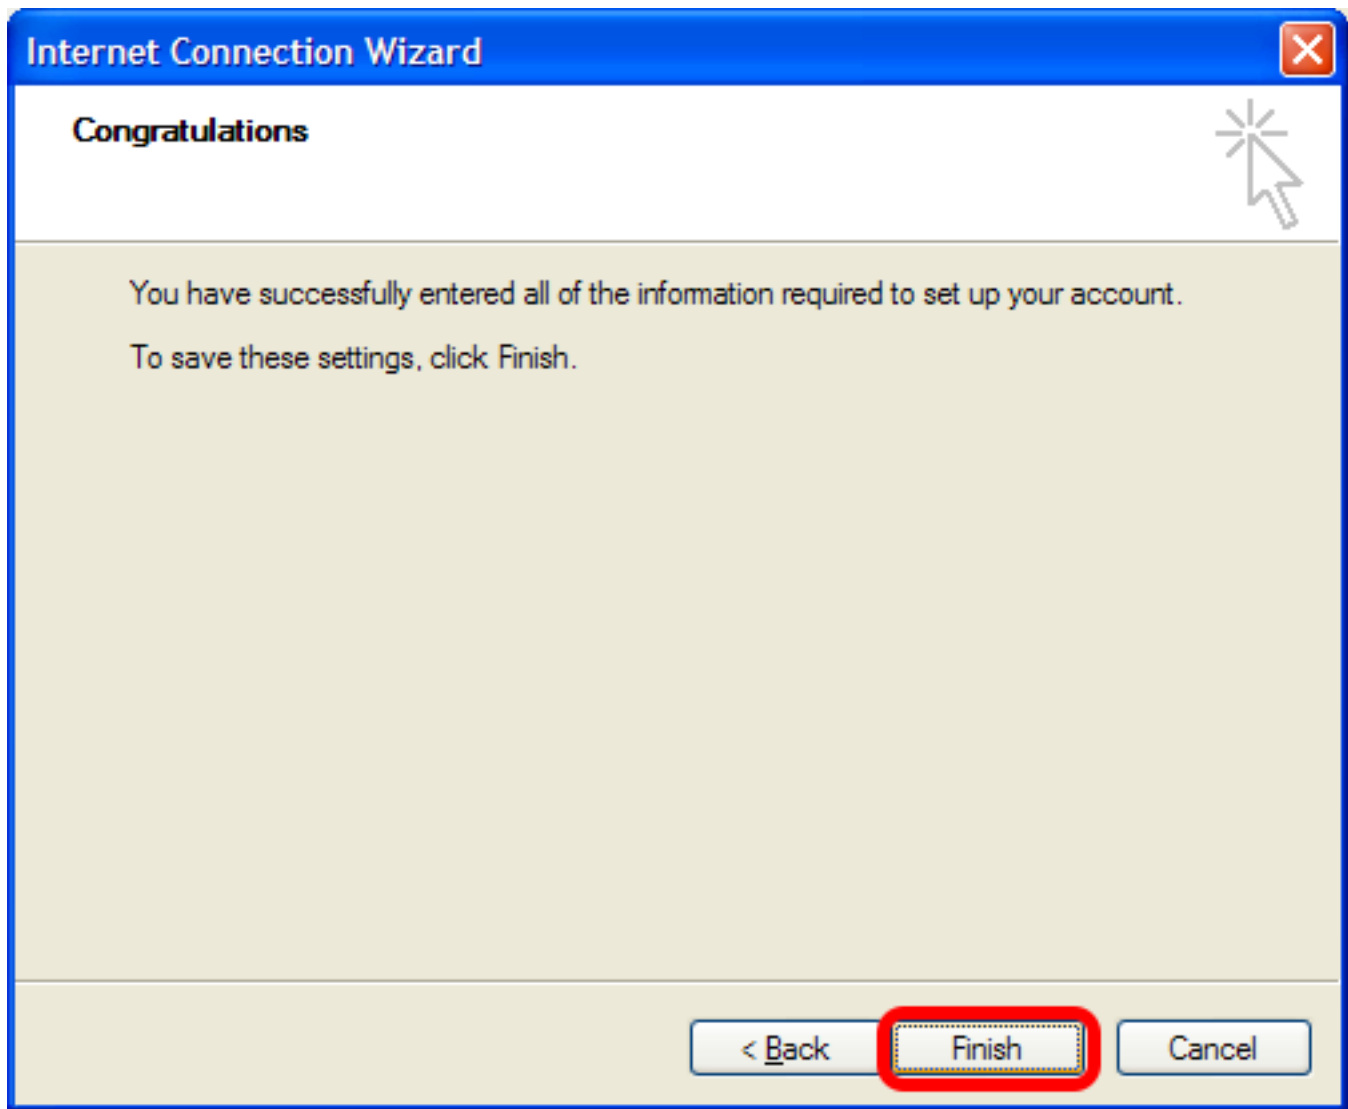 Internet Connection Wizard
Congratulations
You have successfully entered all of the information required to set up your account.
To save these settings, click Finish.
< Back
Finish
Cancel